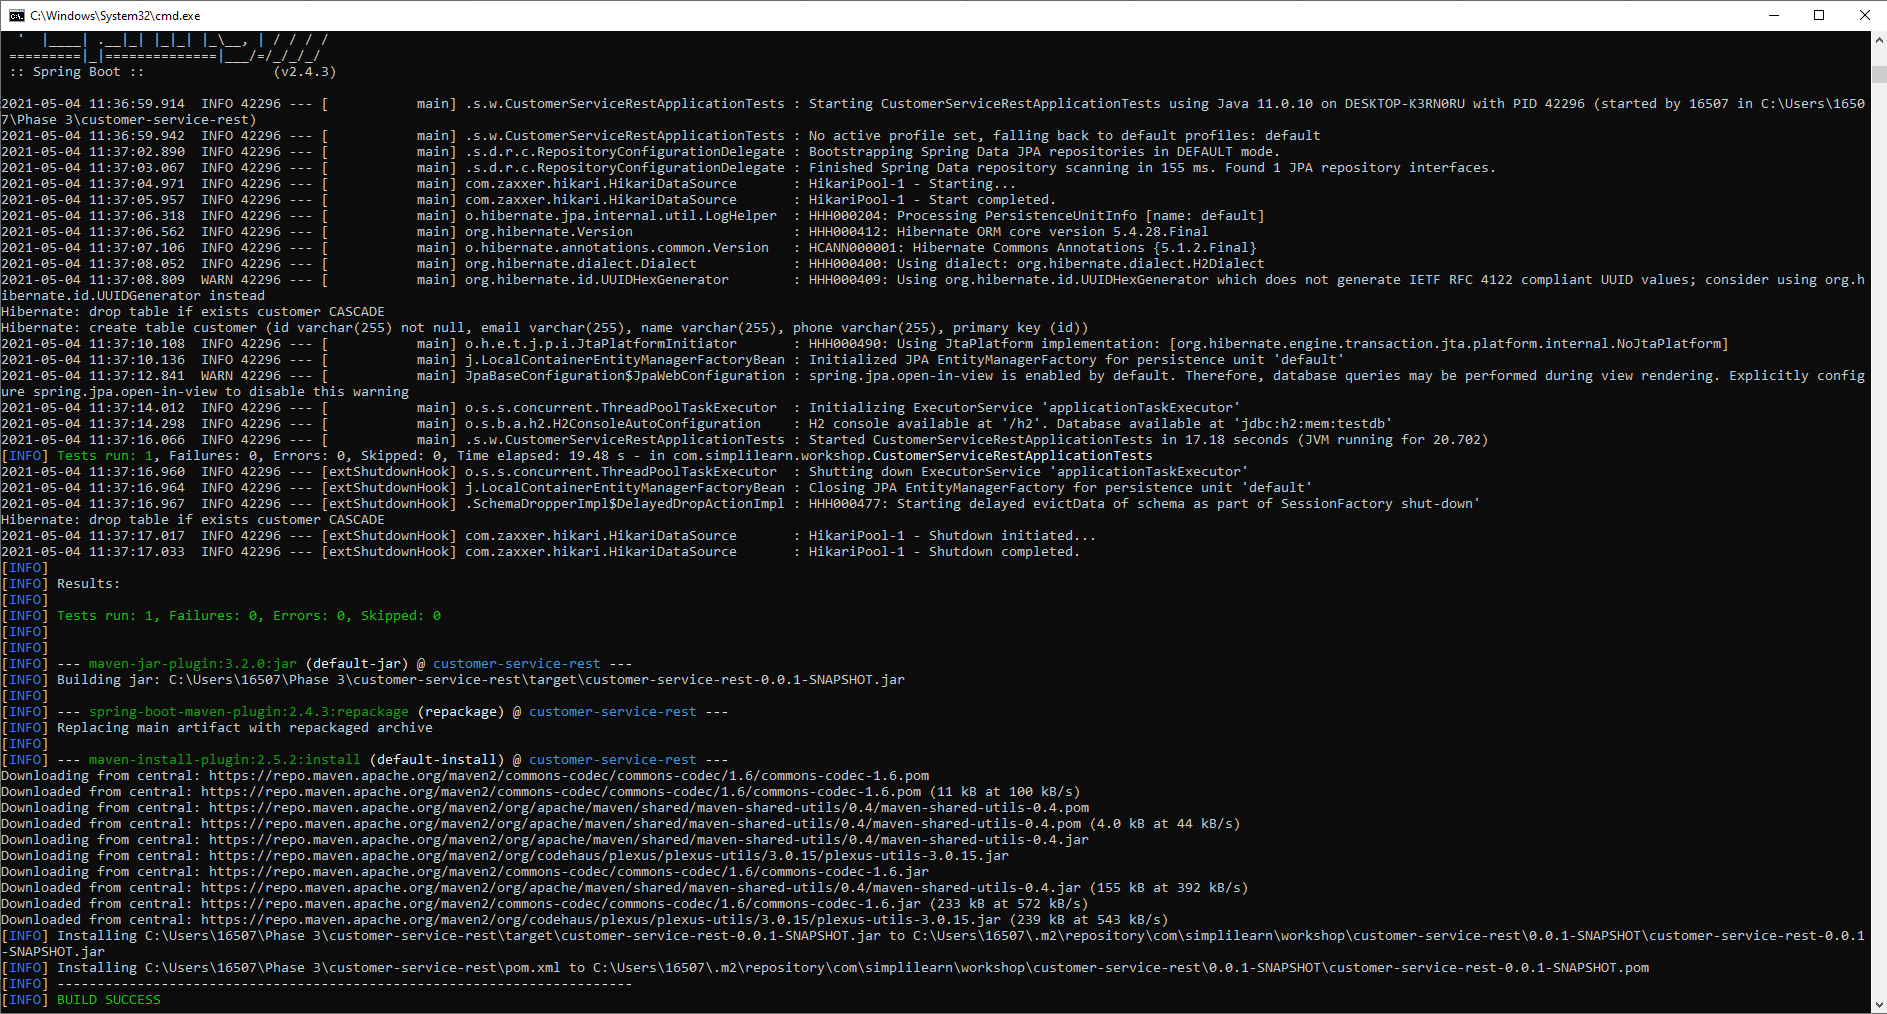 C:\Windows\System32\cmd.exe
  '  |____| .__|_| |_|_| |_\__, | / / / /
 =========|_|==============|___/=/_/_/_/
 :: Spring Boot ::                (v2.4.3)
2021-05-04 11:36:59.914  INFO 42296 --- [           main] .s.w.CustomerServiceRestApplicationTests : Starting CustomerServiceRestApplicationTests using Java 11.0.10 on DESKTOP-K3RN0RU with PID 42296 (started by 16507 in C:\Users\1650
7\Phase 3\customer-service-rest)
2021-05-04 11:36:59.942  INFO 42296 --- [           main] .s.w.CustomerServiceRestApplicationTests : No active profile set, falling back to default profiles: default
2021-05-04 11:37:02.890  INFO 42296 --- [           main] .s.d.r.c.RepositoryConfigurationDelegate : Bootstrapping Spring Data JPA repositories in DEFAULT mode.
2021-05-04 11:37:03.067  INFO 42296 --- [           main] .s.d.r.c.RepositoryConfigurationDelegate : Finished Spring Data repository scanning in 155 ms. Found 1 JPA repository interfaces.
2021-05-04 11:37:04.971  INFO 42296 --- [           main] com.zaxxer.hikari.HikariDataSource       : HikariPool-1 - Starting...
2021-05-04 11:37:05.957  INFO 42296 --- [           main] com.zaxxer.hikari.HikariDataSource       : HikariPool-1 - Start completed.
2021-05-04 11:37:06.318  INFO 42296 --- [           main] o.hibernate.jpa.internal.util.LogHelper  : HHH000204: Processing PersistenceUnitInfo [name: default]
2021-05-04 11:37:06.562  INFO 42296 --- [           main] org.hibernate.Version                    : HHH000412: Hibernate ORM core version 5.4.28.Final
2021-05-04 11:37:07.106  INFO 42296 --- [           main] o.hibernate.annotations.common.Version   : HCANN000001: Hibernate Commons Annotations {5.1.2.Final}
2021-05-04 11:37:08.052  INFO 42296 --- [           main] org.hibernate.dialect.Dialect            : HHH000400: Using dialect: org.hibernate.dialect.H2Dialect
2021-05-04 11:37:08.809  WARN 42296 --- [           main] org.hibernate.id.UUIDHexGenerator        : HHH000409: Using org.hibernate.id.UUIDHexGenerator which does not generate IETF RFC 4122 compliant UUID values; consider using org.h
ibernate.id.UUIDGenerator instead
Hibernate: drop table if exists customer CASCADE
Hibernate: create table customer (id varchar(255) not null, email varchar(255), name varchar(255), phone varchar(255), primary key (id))
2021-05-04 11:37:10.108  INFO 42296 --- [           main] o.h.e.t.j.p.i.JtaPlatformInitiator       : HHH000490: Using JtaPlatform implementation: [org.hibernate.engine.transaction.jta.platform.internal.NoJtaPlatform]
2021-05-04 11:37:10.136  INFO 42296 --- [           main] j.LocalContainerEntityManagerFactoryBean : Initialized JPA EntityManagerFactory for persistence unit 'default'
2021-05-04 11:37:12.841  WARN 42296 --- [           main] JpaBaseConfiguration$JpaWebConfiguration : spring.jpa.open-in-view is enabled by default. Therefore, database queries may be performed during view rendering. Explicitly config
ure spring.jpa.open-in-view to disable this warning
2021-05-04 11:37:14.012  INFO 42296 --- [           main] o.s.s.concurrent.ThreadPoolTaskExecutor  : Initializing ExecutorService 'applicationTaskExecutor'
2021-05-04 11:37:14.298  INFO 42296 --- [           main] o.s.b.a.h2.H2ConsoleAutoConfiguration    : H2 console available at '/h2'. Database available at 'jdbc:h2:mem:testdb'
2021-05-04 11:37:16.066  INFO 42296 --- [           main] .s.w.CustomerServiceRestApplicationTests : Started CustomerServiceRestApplicationTests in 17.18 seconds (JVM running for 20.702)
[INFO] Tests run: 1, Failures: 0, Errors: 0, Skipped: 0, Time elapsed: 19.48 s - in com.simplilearn.workshop.CustomerServiceRestApplicationTests
2021-05-04 11:37:16.960  INFO 42296 --- [extShutdownHook] o.s.s.concurrent.ThreadPoolTaskExecutor  : Shutting down ExecutorService 'applicationTaskExecutor'
2021-05-04 11:37:16.964  INFO 42296 --- [extShutdownHook] j.LocalContainerEntityManagerFactoryBean : Closing JPA EntityManagerFactory for persistence unit 'default'
2021-05-04 11:37:16.967  INFO 42296 --- [extShutdownHook] .SchemaDropperImpl$DelayedDropActionImpl : HHH000477: Starting delayed evictData of schema as part of SessionFactory shut-down'
Hibernate: drop table if exists customer CASCADE
2021-05-04 11:37:17.017  INFO 42296 --- [extShutdownHook] com.zaxxer.hikari.HikariDataSource       : HikariPool-1 - Shutdown initiated...
2021-05-04 11:37:17.033  INFO 42296 --- [extShutdownHook] com.zaxxer.hikari.HikariDataSource       : HikariPool-1 - Shutdown completed.
[INFO]
[INFO] Results:
[INFO]
[INFO] Tests run: 1, Failures: 0, Errors: 0, Skipped: 0
[INFO]
[INFO]
[INFO] --- maven-jar-plugin:3.2.0:jar (default-jar) @ customer-service-rest ---
[INFO] Building jar: C:\Users\16507\Phase 3\customer-service-rest\target\customer-service-rest-0.0.1-SNAPSHOT.jar
[INFO]
[INFO] --- spring-boot-maven-plugin:2.4.3:repackage (repackage) @ customer-service-rest ---
[INFO] Replacing main artifact with repackaged archive
[INFO]
[INFO] --- maven-install-plugin:2.5.2:install (default-install) @ customer-service-rest ---
Downloading from central: https://repo.maven.apache.org/maven2/commons-codec/commons-codec/1.6/commons-codec-1.6.pom
Downloaded from central: https://repo.maven.apache.org/maven2/commons-codec/commons-codec/1.6/commons-codec-1.6.pom (11 kB at 100 kB/s)
Downloading from central: https://repo.maven.apache.org/maven2/org/apache/maven/shared/maven-shared-utils/0.4/maven-shared-utils-0.4.pom
Downloaded from central: https://repo.maven.apache.org/maven2/org/apache/maven/shared/maven-shared-utils/0.4/maven-shared-utils-0.4.pom (4.0 kB at 44 kB/s)
Downloading from central: https://repo.maven.apache.org/maven2/org/apache/maven/shared/maven-shared-utils/0.4/maven-shared-utils-0.4.jar
Downloading from central: https://repo.maven.apache.org/maven2/org/codehaus/plexus/plexus-utils/3.0.15/plexus-utils-3.0.15.jar
Downloading from central: https://repo.maven.apache.org/maven2/commons-codec/commons-codec/1.6/commons-codec-1.6.jar
Downloaded from central: https://repo.maven.apache.org/maven2/org/apache/maven/shared/maven-shared-utils/0.4/maven-shared-utils-0.4.jar (155 kB at 392 kB/s)
Downloaded from central: https://repo.maven.apache.org/maven2/commons-codec/commons-codec/1.6/commons-codec-1.6.jar (233 kB at 572 kB/s)
Downloaded from central: https://repo.maven.apache.org/maven2/org/codehaus/plexus/plexus-utils/3.0.15/plexus-utils-3.0.15.jar (239 kB at 543 kB/s)
[INFO] Installing C:\Users\16507\Phase 3\customer-service-rest\target\customer-service-rest-0.0.1-SNAPSHOT.jar to C:\Users\16507\.m2\repository\com\simplilearn\workshop\customer-service-rest\0.0.1-SNAPSHOT\customer-service-rest-0.0.1
-SNAPSHOT.jar
[INFO] Installing C:\Users\16507\Phase 3\customer-service-rest\pom.xml to C:\Users\16507\.m2\repository\com\simplilearn\workshop\customer-service-rest\0.0.1-SNAPSHOT\customer-service-rest-0.0.1-SNAPSHOT.pom
[INFO] ------------------------------------------------------------------------
[INFO] BUILD SUCCESS